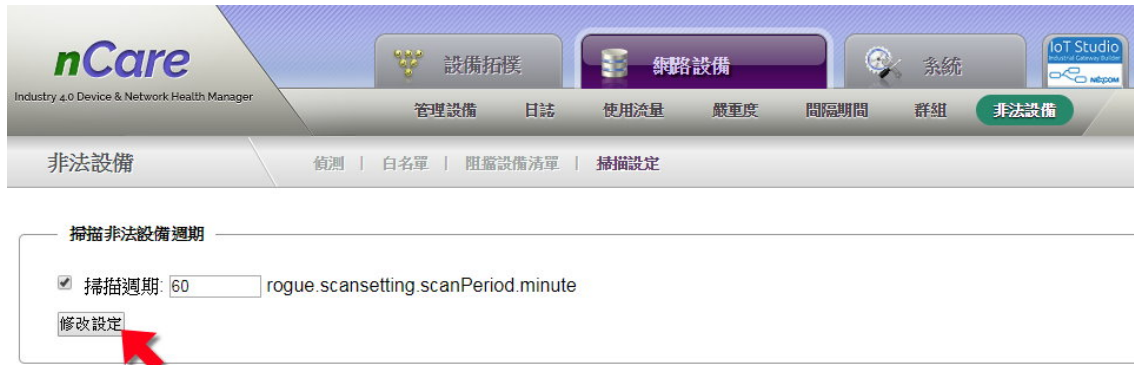 nCare
Industry 4.0 Device & Network Health Manager
設備拓樸 網路設備 系統
IoT Studio
Industrial Gateway Builder
NEXCOM
管理設備 日誌 使用流量 嚴重度 間隔期間 群組 非法設備
非法設備
偵測 | 白名單 | 阻擋設備清單 | 掃描設定
掃描非法設備週期
掃描週期: 60 rogue.scansetting.scanPeriod.minute
修改設定